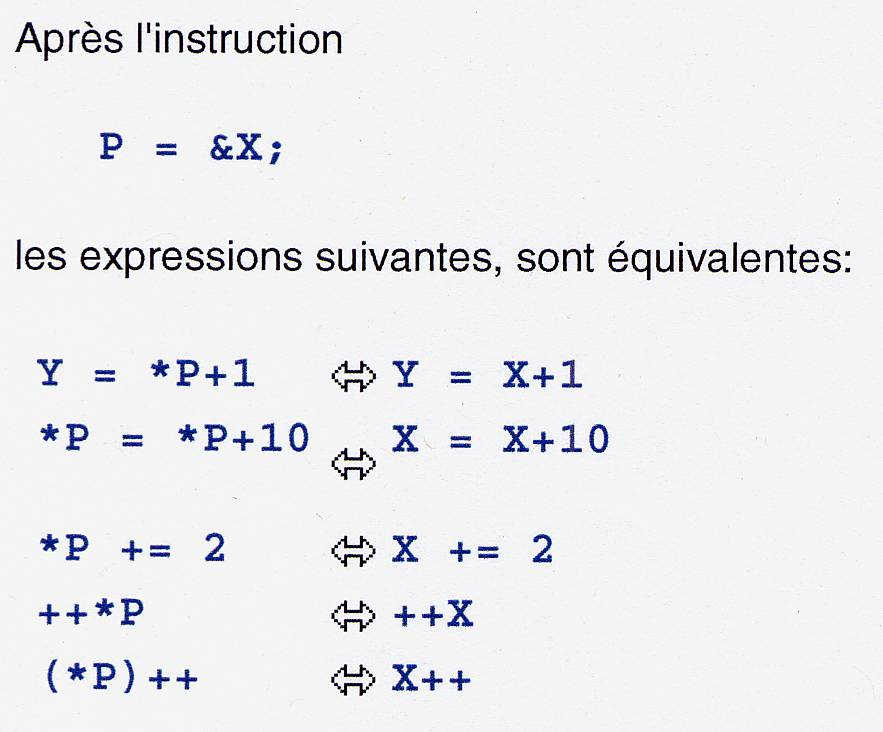 Après l'instruction
P = &X;
les expressions suivantes, sont équivalentes:
Y = *P+1 ⇔ Y = X+1
*P = *P+10 ⇔ X = X+10
*P += 2 ⇔ X += 2
++*P ⇔ ++X
(*P)++ ⇔ X++